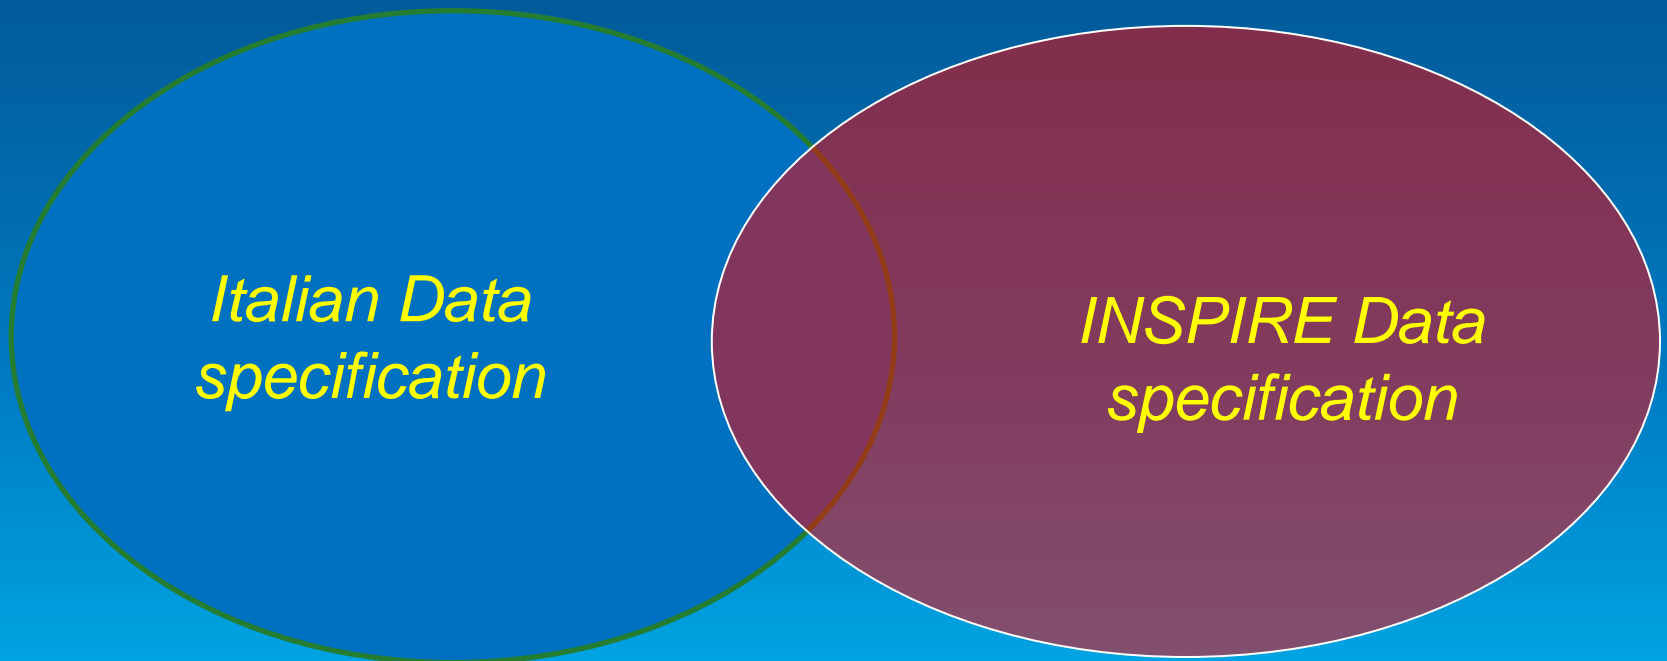 Italian Data
specification
INSPIRE Data
specification